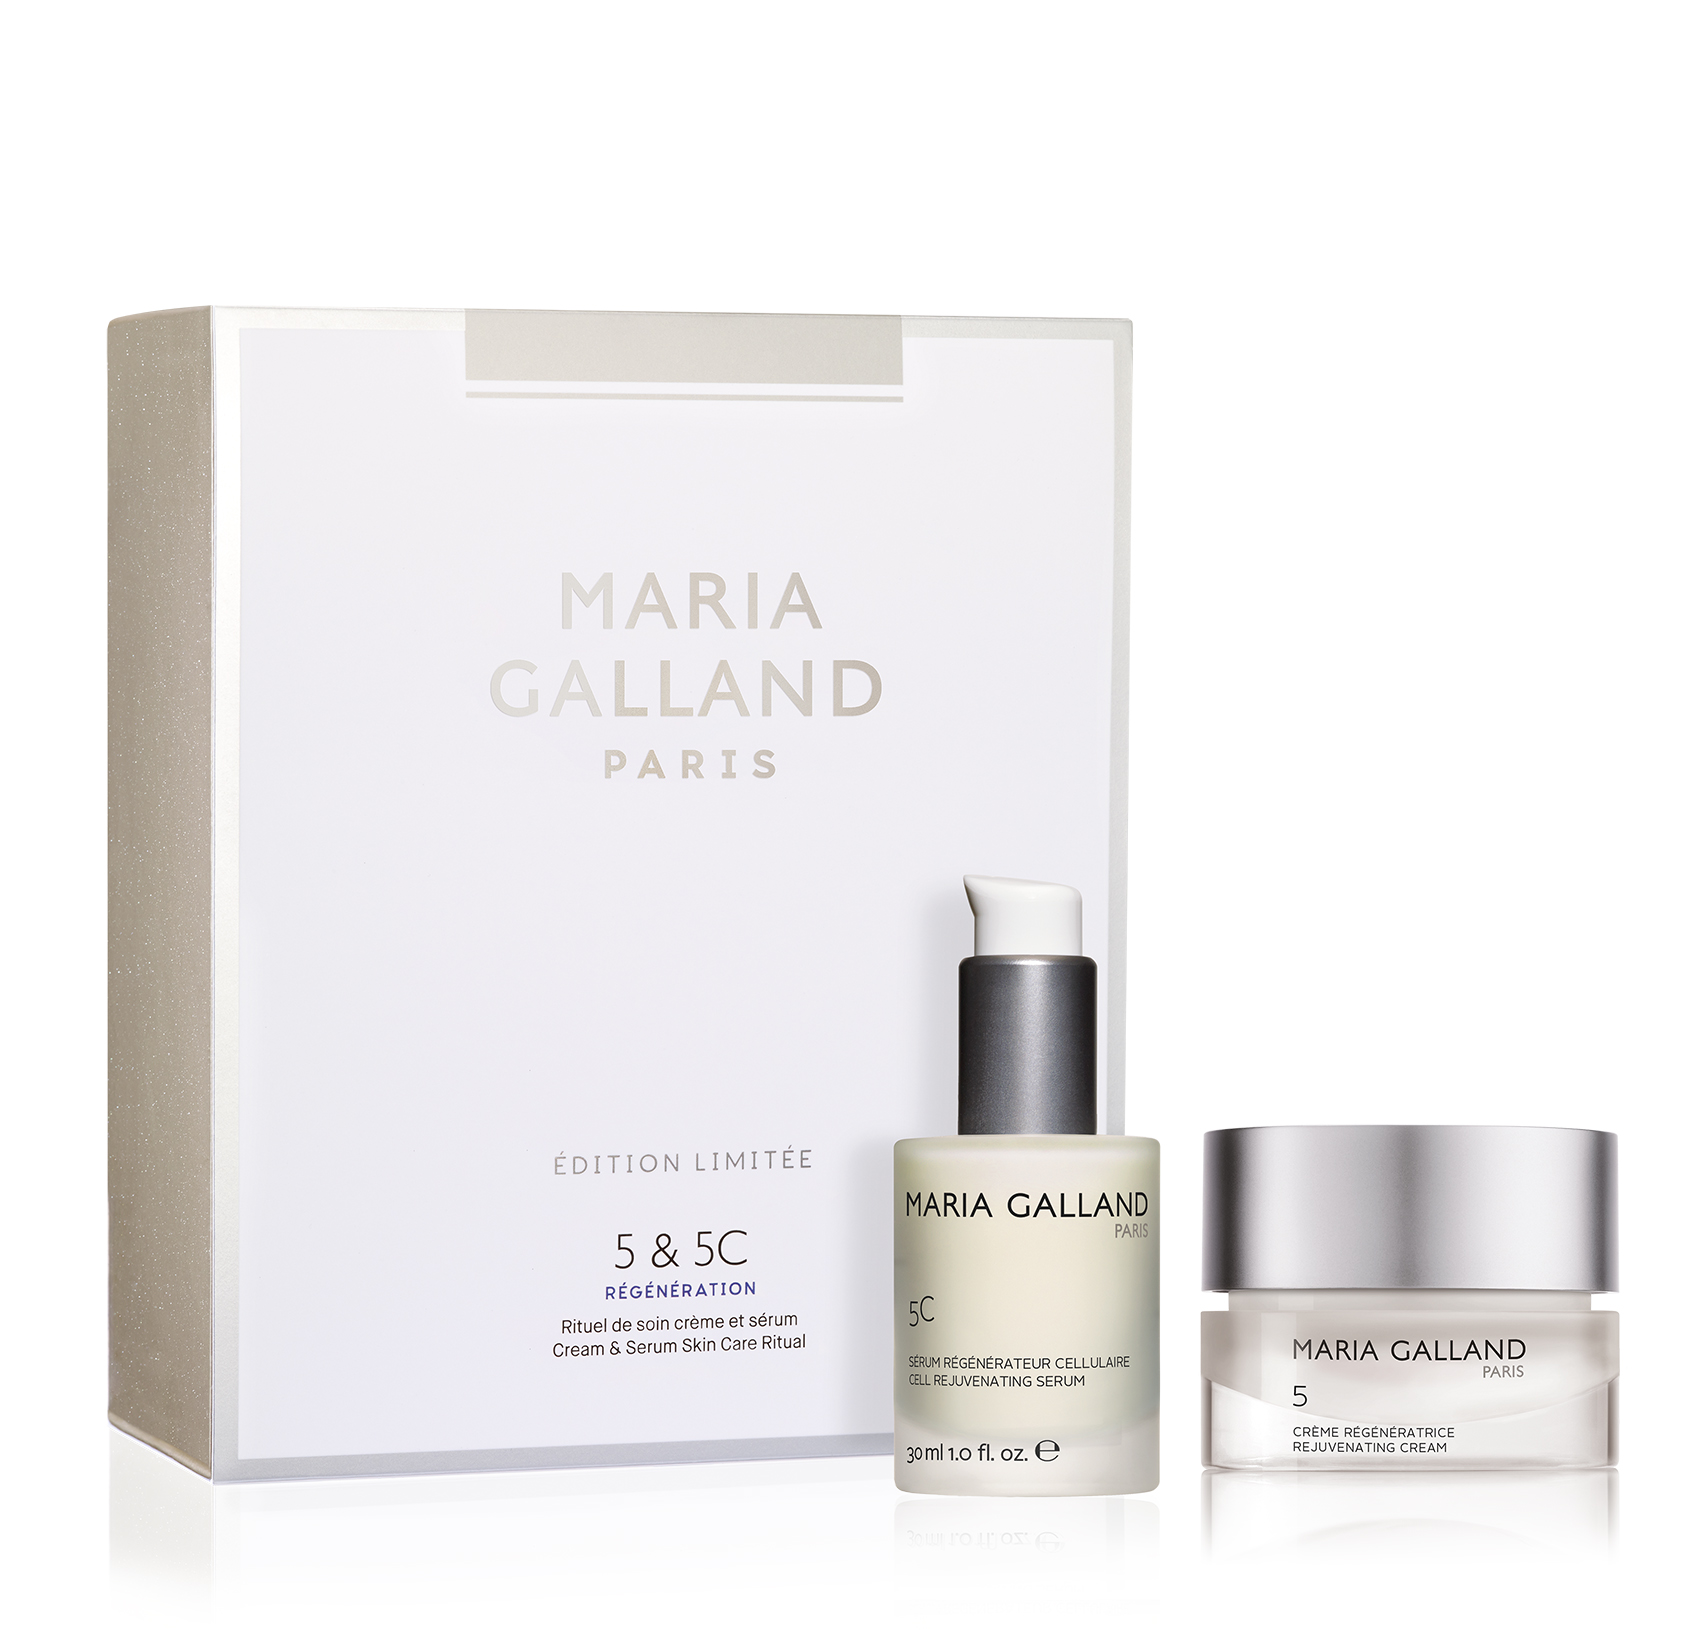 MARIA
GALLAND
PARIS
ÉDITION LIMITÉE
5 & 5C
RÉGÉNÉRATION
Rituel de soin crème et sérum
Cream & Serum Skin Care Ritual
MARIA GALLAND
PARIS
5C
SÉRUM RÉGÉNÉRATEUR CELLULAIRE
CELL REJUVENATING SERUM
30 ml 1.0 fl. oz. ℮
MARIA GALLAND
PARIS
5
CRÈME RÉGÉNÉRATRICE
REJUVENATING CREAM